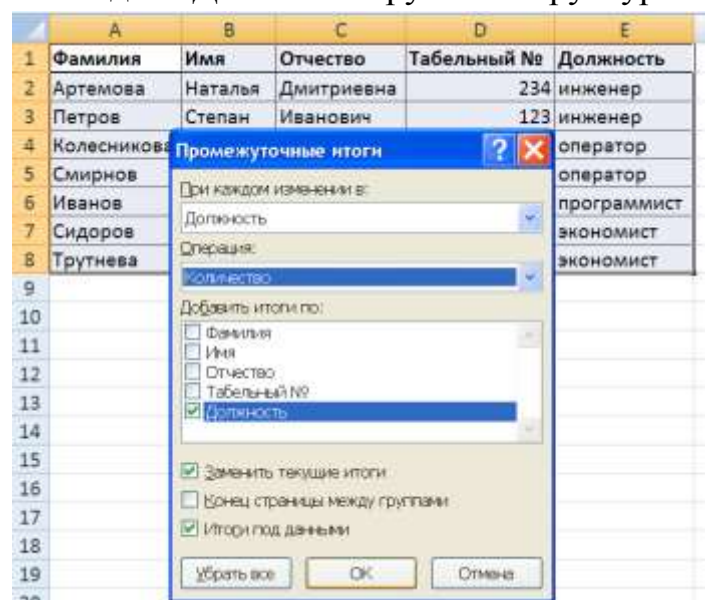 A B C D E
1 Фамилия Имя Отчество Табельный № Должность
2 Артемова Наталья Дмитриевна 234 инженер
3 Петров Степан Иванович 123 инженер
4 Колесникова оператор
5 Смирнов оператор
6 Иванов программист
7 Сидоров экономист
8 Трутнева экономист
9
10
11
12
13
14
15
16
17
18
19
Промежуточные итоги
При каждом изменении в:
Должность
Операция:
Количество
Добавить итоги по:
Фамилия
Имя
Отчество
Табельный №
Должность
Заменить текущие итоги
Конец страницы между группами
Итоги под данными
Убрать все ОК Отмена